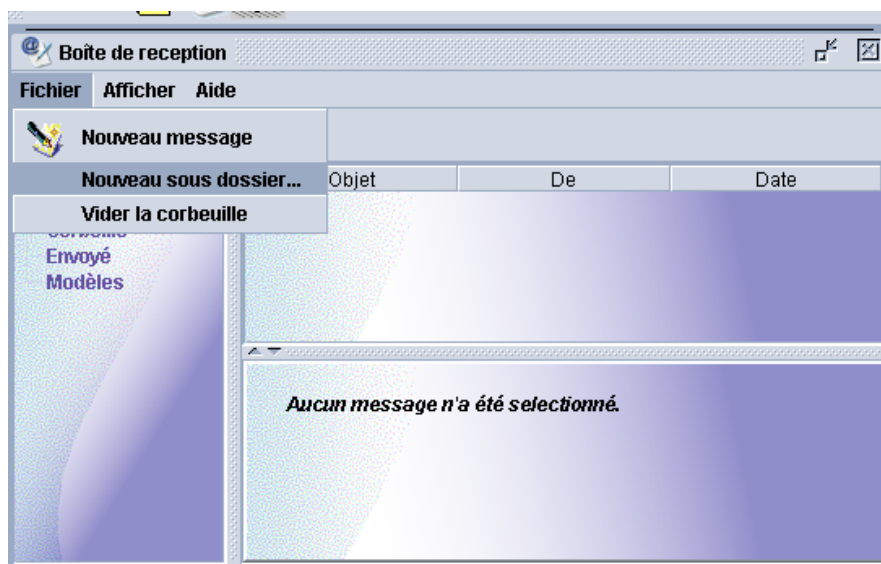 Boîte de reception
Fichier Afficher Aide
Nouveau message
Nouveau sous dossier...
Objet De Date
Vider la corbeuille
Envoyé
Modèles
Aucun message n'a été selectionné.